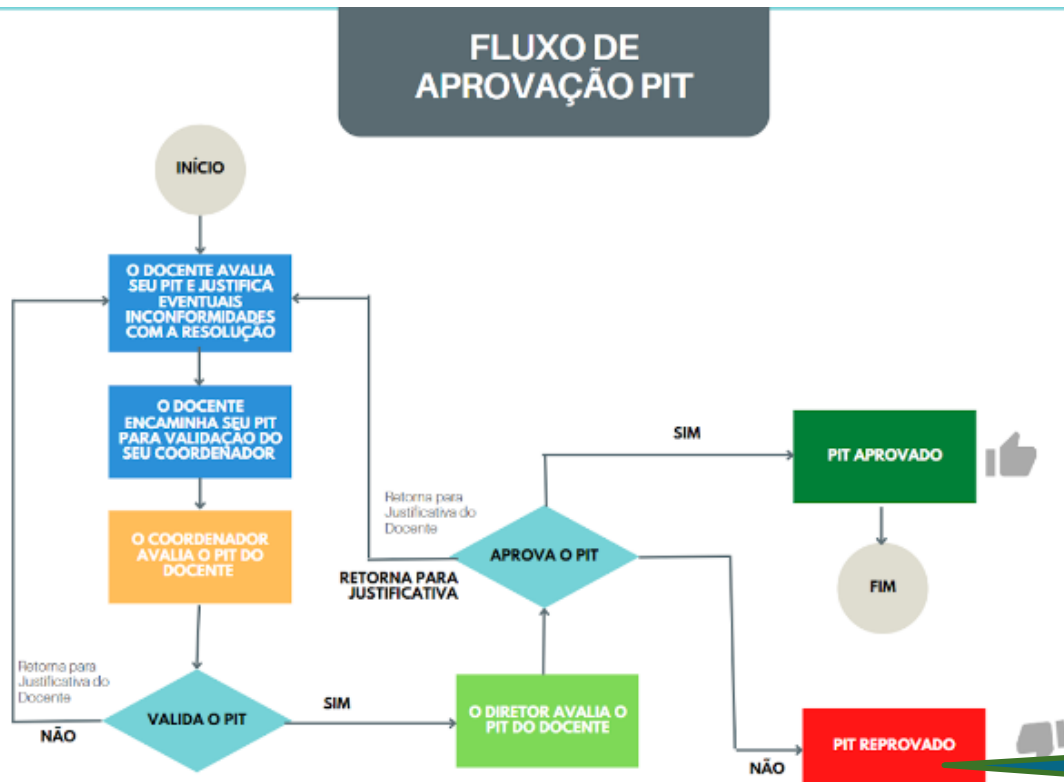 FLUXO DE
APROVAÇÃO PIT
INÍCIO
O DOCENTE AVALIA
SEU PIT E JUSTIFICA
EVENTUAIS
INCONFORMIDADES
COM A RESOLUÇÃO
O DOCENTE
ENCAMINHA SEU PIT
PARA VALIDAÇÃO DO
SEU COORDENADOR
O COORDENADOR
AVALIA O PIT DO
DOCENTE
Retorna para
Justificativa do
Docente
VALIDA O PIT
NÃO
SIM
O DIRETOR AVALIA O
PIT DO DOCENTE
Retorna para
Justificativa do
Docente
APROVA O PIT
RETORNA PARA
JUSTIFICATIVA
SIM
PIT APROVADO
FIM
NÃO
PIT REPROVADO